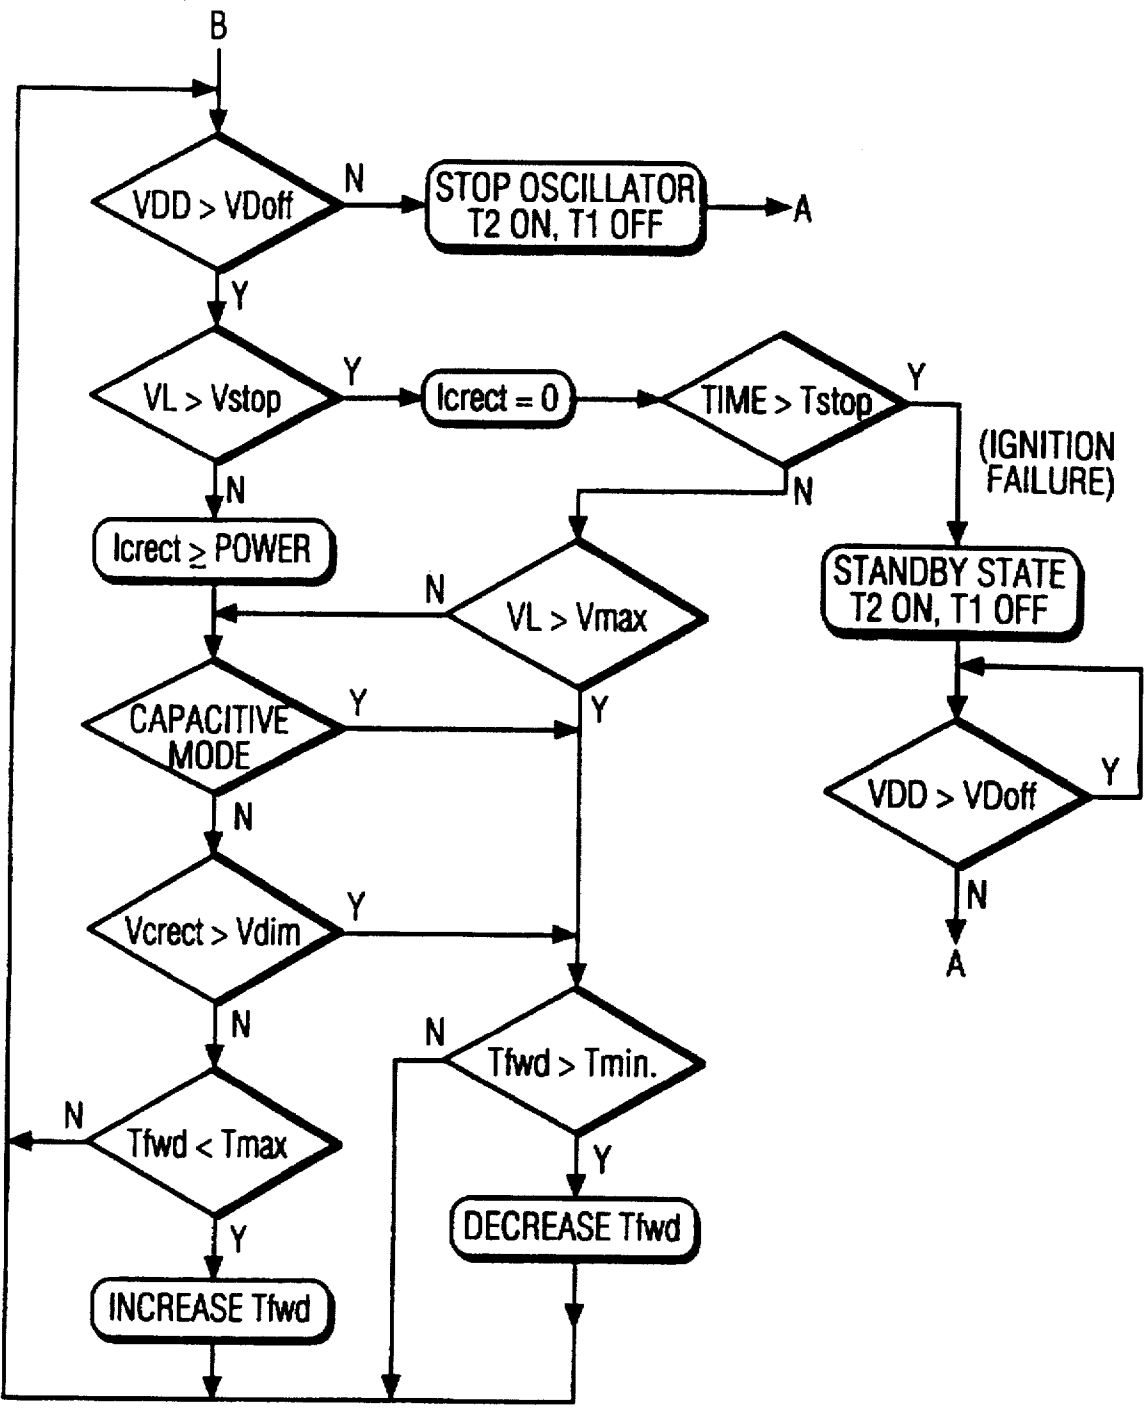 B
VDD > VDoff
N
STOP OSCILLATOR
T2 ON, T1 OFF
A
Y
VL > Vstop
Y
Icrect = 0
TIME > Tstop
Y
(IGNITION
FAILURE)
N
N
Icrect ≥ POWER
N
VL > Vmax
STANDBY STATE
T2 ON, T1 OFF
Y
CAPACITIVE
MODE
Y
VDD > VDoff
Y
N
N
A
Vcrect > Vdim
Y
N
N
Tfwd > Tmin.
N
Tfwd < Tmax
Y
DECREASE Tfwd
Y
INCREASE Tfwd